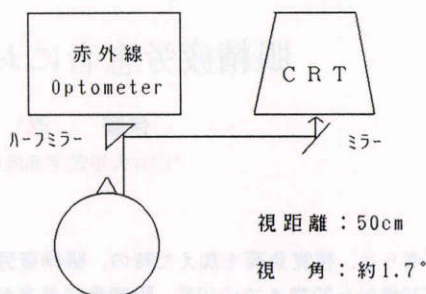 赤外線
Optometer
CRT
ハーフミラー
ミラー
視距離：50cm
視　角：約1.7°